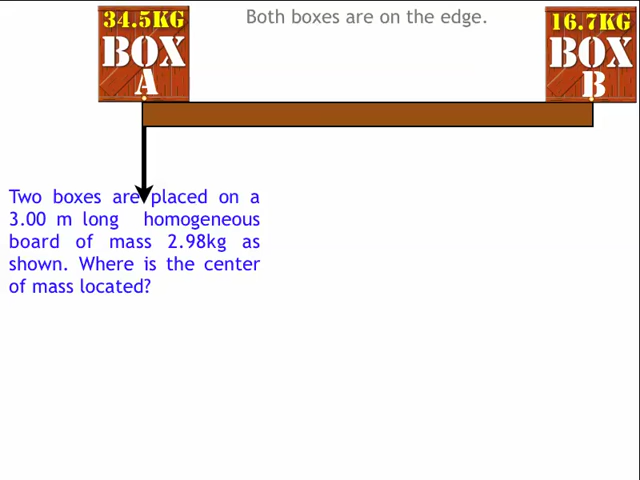 Both boxes are on the edge.
34.5KG
BOX
A
16.7KG
BOX
B
Two boxes are placed on a
3.00 m long homogeneous
board of mass 2.98kg as
shown. Where is the center
of mass located?